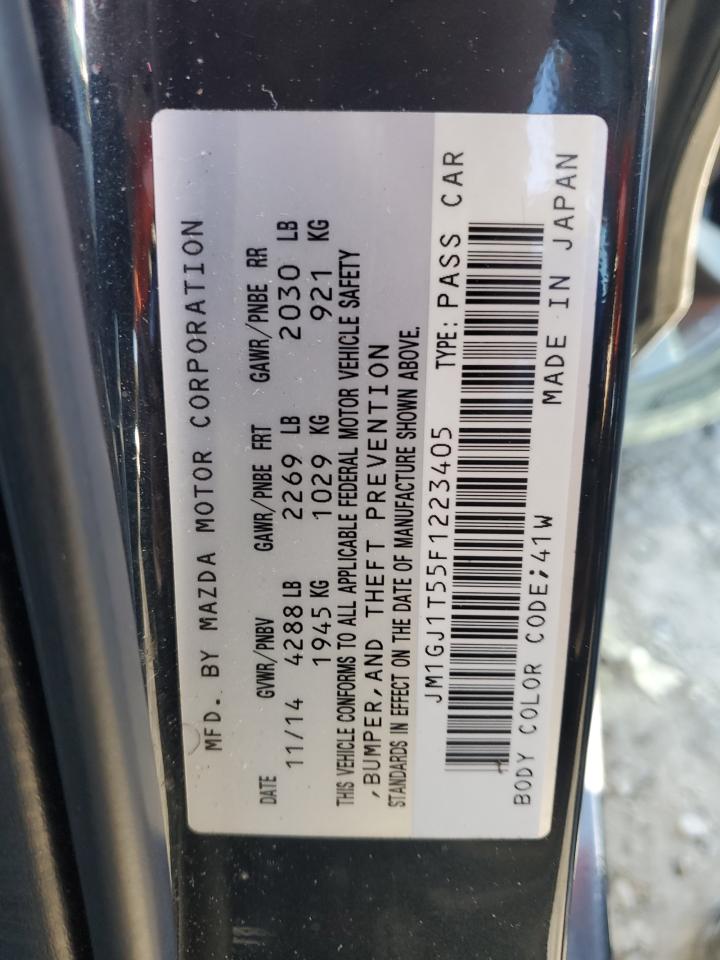 MFD. BY MAZDA MOTOR CORPORATION
DATE GVWR/PNBV GAWR/PNBE FRT GAWR/PNBE RR
11/14 4288 LB 2269 LB 2030 LB
1945 KG 1029 KG 921 KG
THIS VEHICLE CONFORMS TO ALL APPLICABLE FEDERAL MOTOR VEHICLE SAFETY
,BUMPER,AND THEFT PREVENTION
STANDARDS IN EFFECT ON THE DATE OF MANUFACTURE SHOWN ABOVE.
JM1GJ1T55F1223405 TYPE: PASS CAR
BODY COLOR CODE;41W MADE IN JAPAN